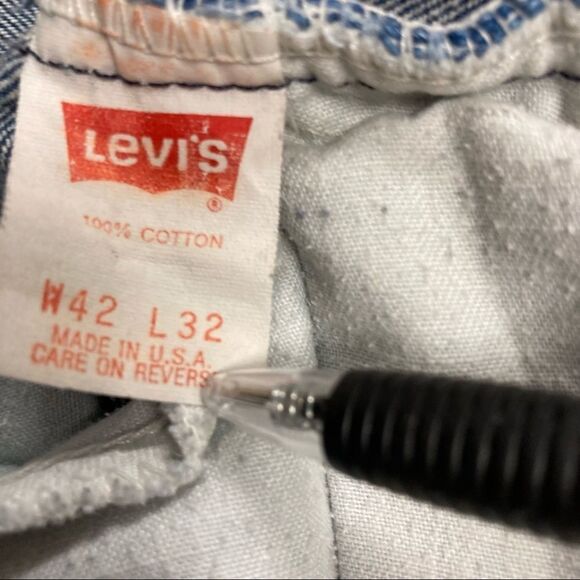 Levi's
®
100% COTTON
W42 L32
MADE IN U.S.A.
CARE ON REVERS